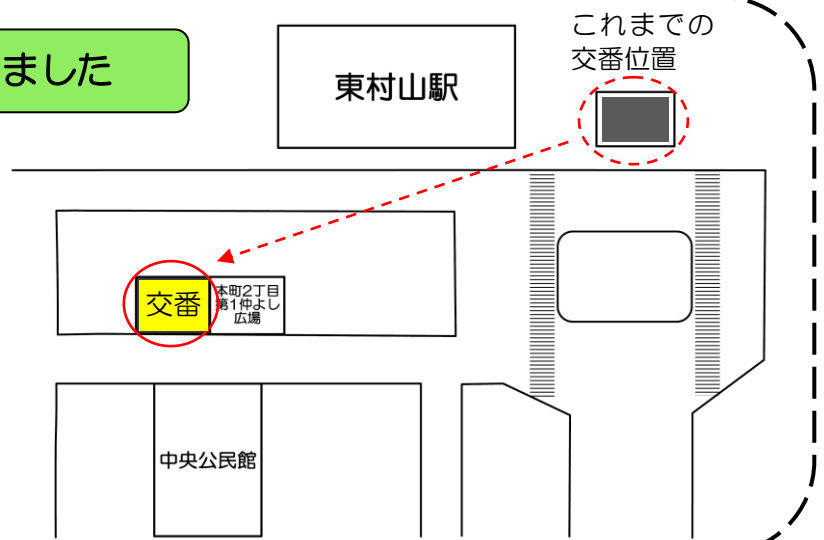 ました
これまでの
交番位置
東村山駅
交番
本町2丁目
第1仲よし
広場
中央公民館